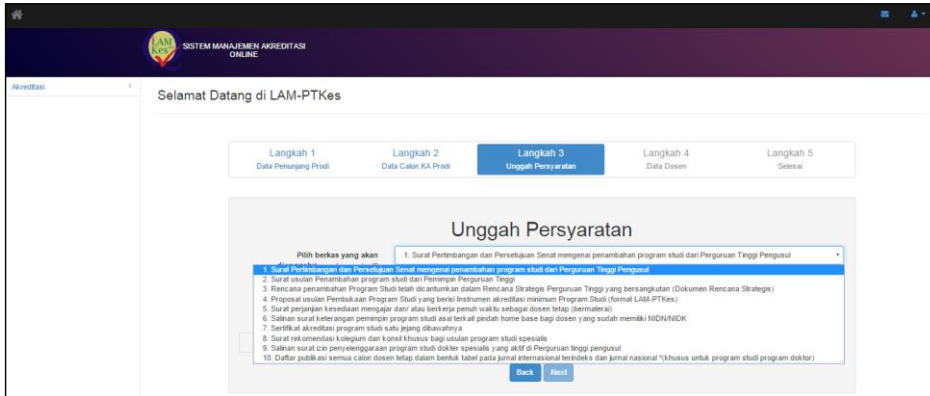 LAM
Kes
SISTEM MANAJEMEN AKREDITASI
ONLINE
Akreditasi
Selamat Datang di LAM-PTKes
Langkah 1
Data Penunjang Prodi
Langkah 2
Data Calon KA Prodi
Langkah 3
Unggah Persyaratan
Langkah 4
Data Dosen
Langkah 5
Selesai
Unggah Persyaratan
Pilih berkas yang akan
1. Surat Pertimbangan dan Persetujuan Senat mengenai penambahan program studi dari Perguruan Tinggi Pengusul
1. Surat Pertimbangan dan Persetujuan Senat mengenai penambahan program studi dari Perguruan Tinggi Pengusul
2. Surat usulan Penambahan program studi dari Pemimpin Perguruan Tinggi
3. Rencana penambahan Program Studi telah dicantumkan dalam Rencana Strategis Perguruan Tinggi yang bersangkutan (Dokumen Rencana Strategis)
4. Proposal usulan Pembukaan Program Studi yang berisi Instrumen akreditasi minimum Program Studi (format LAM-PTKes)
5. Surat perjanjian kesediaan mengajar dan/ atau berkerja penuh waktu sebagai dosen tetap (bermaterai)
6. Salinan surat keterangan pemimpin program studi asal terkait pindah home base bagi dosen yang sudah memiliki NIDN/NIDK
7. Sertifikat akreditasi program studi satu jejang dibawahnya
8. Surat rekomendasi kolegium dan konsil khusus bagi usulan program studi spesialis
9. Salinan surat izin penyelenggaraan program studi dokter spesialis yang aktif di Perguruan tinggi pengusul
10. Daftar publikasi semua calon dosen tetap dalam bentuk tabel pada jurnal internasional terindeks dan jurnal nasional *(khusus untuk program studi program doktor)
Back
Next